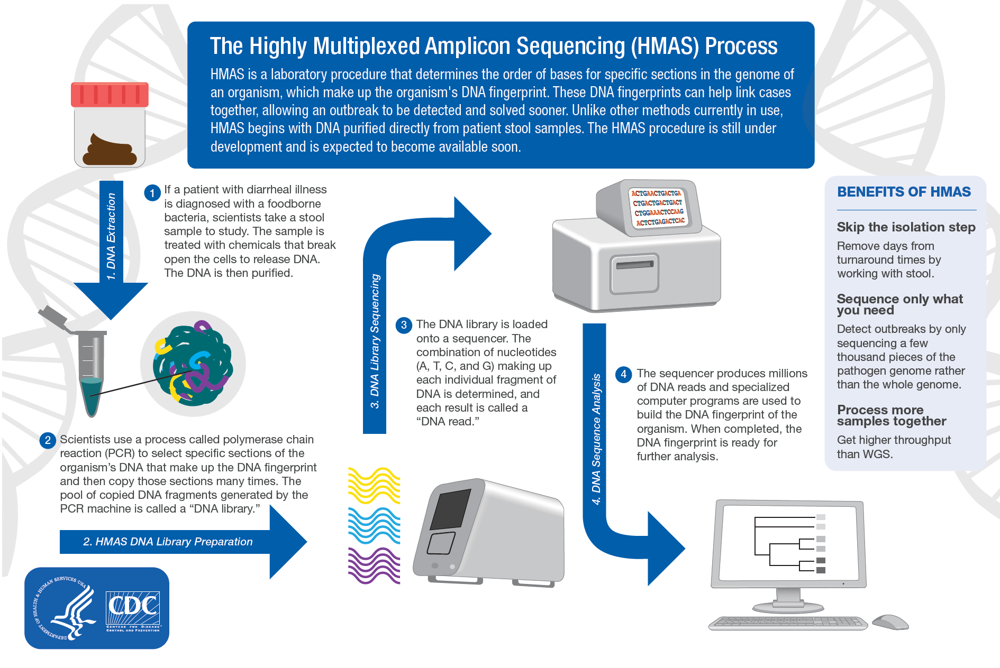 The Highly Multiplexed Amplicon Sequencing (HMAS) Process
HMAS is a laboratory procedure that determines the order of bases for specific sections in the genome of
an organism, which make up the organism's DNA fingerprint. These DNA fingerprints can help link cases
together, allowing an outbreak to be detected and solved sooner. Unlike other methods currently in use,
HMAS begins with DNA purified directly from patient stool samples. The HMAS procedure is still under
development and is expected to become available soon.
1. DNA Extraction
1
If a patient with diarrheal illness
is diagnosed with a foodborne
bacteria, scientists take a stool
sample to study. The sample is
treated with chemicals that break
open the cells to release DNA.
The DNA is then purified.
2
Scientists use a process called polymerase chain
reaction (PCR) to select specific sections of the
organism’s DNA that make up the DNA fingerprint
and then copy those sections many times. The
pool of copied DNA fragments generated by the
PCR machine is called a “DNA library.”
2. HMAS DNA Library Preparation
3. DNA Library Sequencing
ACTGAACTGACTGA
CTGACTGACTGACT
CTGGAAACTCCAAG
ACTCTGAGACTCAC
3
The DNA library is loaded
onto a sequencer. The
combination of nucleotides
(A, T, C, and G) making up
each individual fragment of
DNA is determined, and
each result is called a
“DNA read.”
4. DNA Sequence Analysis
4
The sequencer produces millions
of DNA reads and specialized
computer programs are used to
build the DNA fingerprint of the
organism. When completed, the
DNA fingerprint is ready for
further analysis.
BENEFITS OF HMAS
Skip the isolation step
Remove days from
turnaround times by
working with stool.
Sequence only what
you need
Detect outbreaks by only
sequencing a few
thousand pieces of the
pathogen genome rather
than the whole genome.
Process more
samples together
Get higher throughput
than WGS.
DEPARTMENT OF HEALTH & HUMAN SERVICES·USA
CDC
CENTERS FOR DISEASE™
CONTROL AND PREVENTION